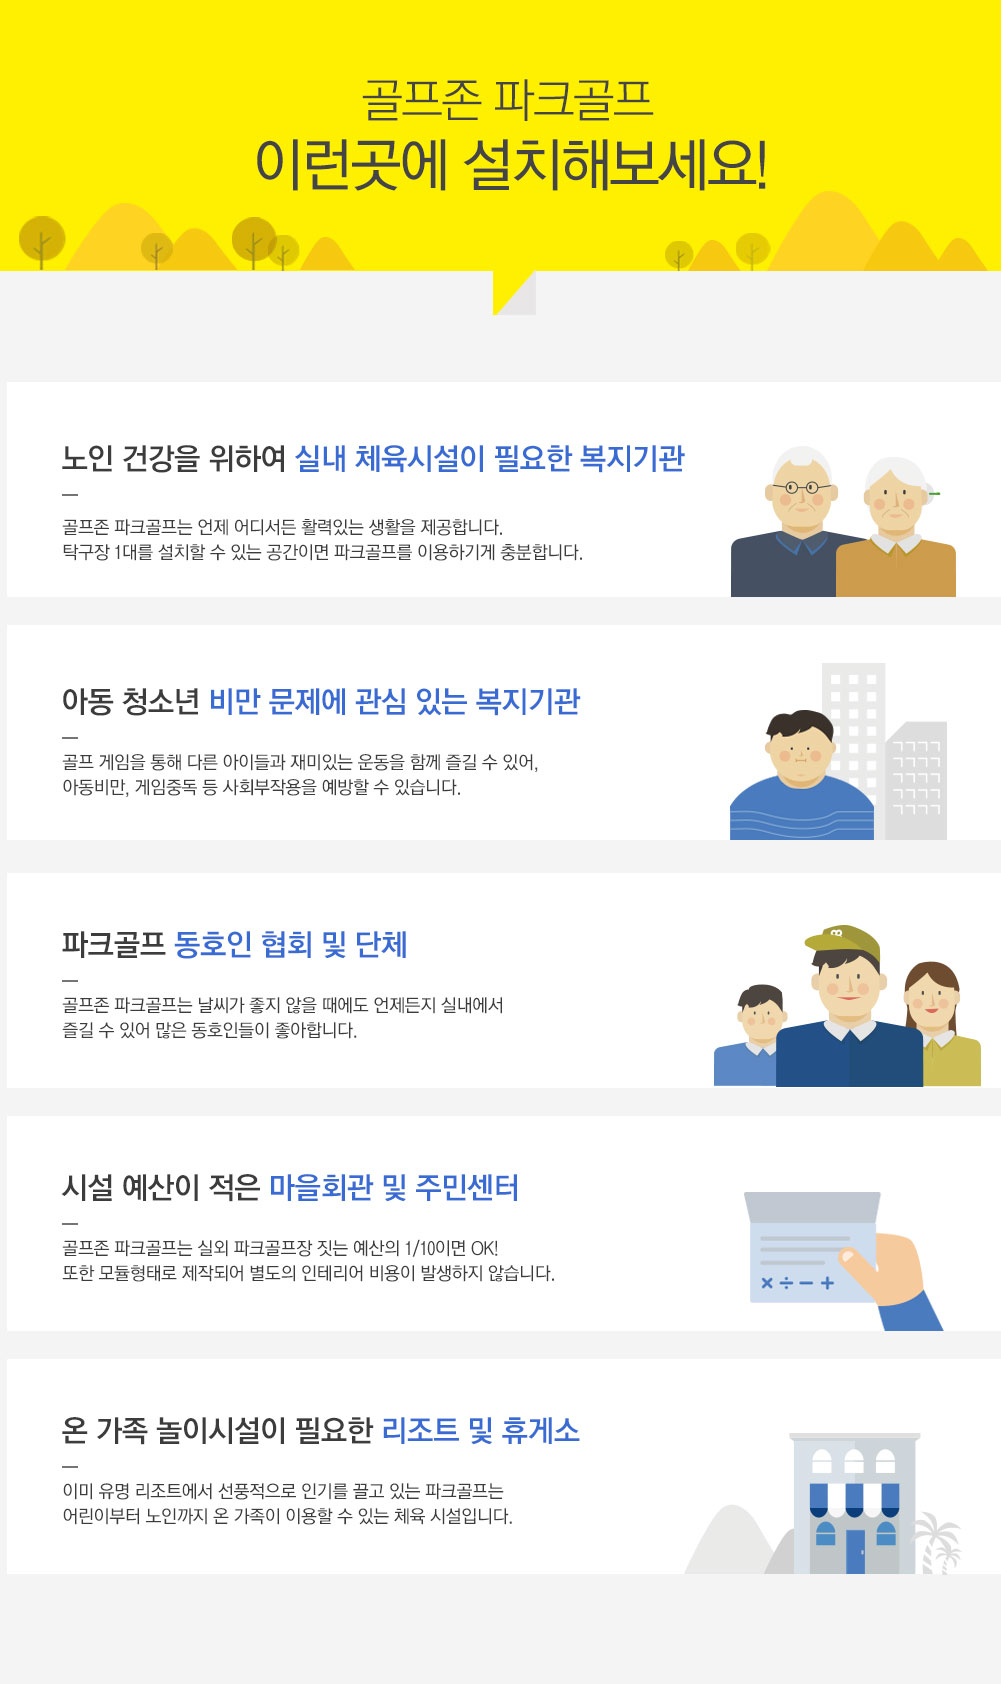 골프존 파크골프
이런곳에 설치해보세요!
노인 건강을 위하여 실내 체육시설이 필요한 복지기관
골프존 파크골프는 언제 어디서든 활력있는 생활을 제공합니다.
탁구장 1대를 설치할 수 있는 공간이면 파크골프를 이용하기게 충분합니다.
아동 청소년 비만 문제에 관심 있는 복지기관
골프 게임을 통해 다른 아이들과 재미있는 운동을 함께 즐길 수 있어,
아동비만, 게임중독 등 사회부작용을 예방할 수 있습니다.
파크골프 동호인 협회 및 단체
골프존 파크골프는 날씨가 좋지 않을 때에도 언제든지 실내에서
즐길 수 있어 많은 동호인들이 좋아합니다.
시설 예산이 적은 마을회관 및 주민센터
골프존 파크골프는 실외 파크골프장 짓는 예산의 1/10이면 OK!
또한 모듈형태로 제작되어 별도의 인테리어 비용이 발생하지 않습니다.
× ÷ − +
온 가족 놀이시설이 필요한 리조트 및 휴게소
이미 유명 리조트에서 선풍적으로 인기를 끌고 있는 파크골프는
어린이부터 노인까지 온 가족이 이용할 수 있는 체육 시설입니다.